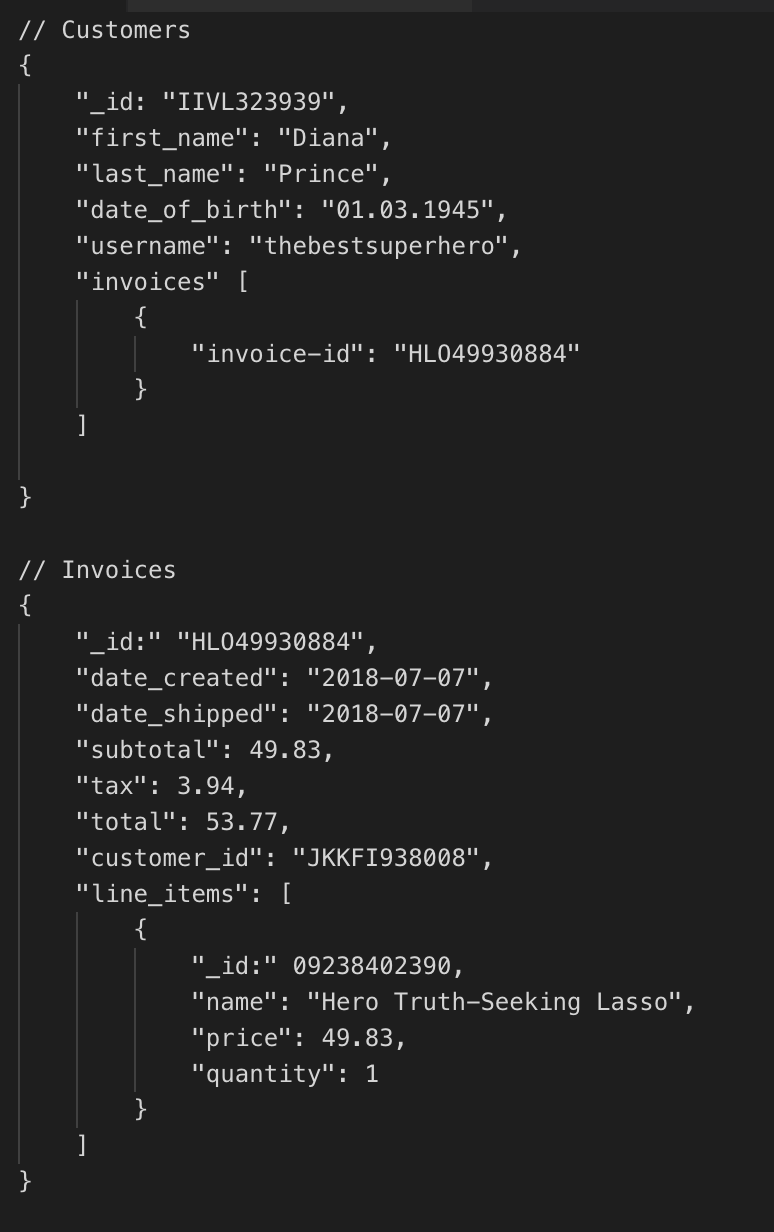 // Customers
{
"_id: "IIVL323939",
"first_name": "Diana",
"last_name": "Prince",
"date_of_birth": "01.03.1945",
"username": "thebestsuperhero",
"invoices" [
{
"invoice-id": "HLO49930884"
}
]
}
// Invoices
{
"_id:" "HLO49930884",
"date_created": "2018-07-07",
"date_shipped": "2018-07-07",
"subtotal": 49.83,
"tax": 3.94,
"total": 53.77,
"customer_id": "JKKFI938008",
"line_items": [
{
"_id:" 09238402390,
"name": "Hero Truth-Seeking Lasso",
"price": 49.83,
"quantity": 1
}
]
}